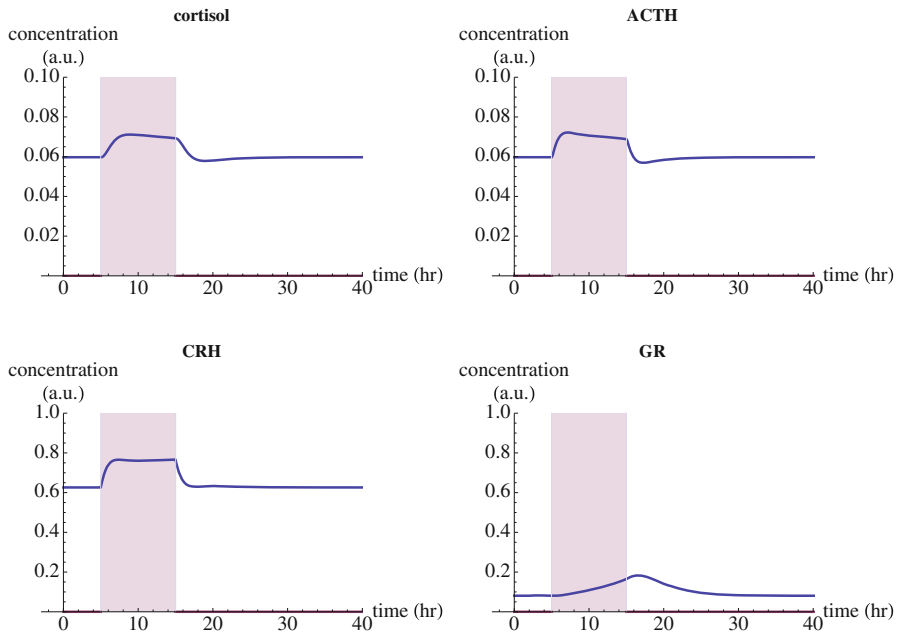 cortisol
concentration
(a.u.)
0.10
0.08
0.06
0.04
0.02
0 10 20 30 40
time (hr)
ACTH
concentration
(a.u.)
0.10
0.08
0.06
0.04
0.02
0 10 20 30 40
time (hr)
CRH
concentration
(a.u.)
1.0
0.8
0.6
0.4
0.2
0 10 20 30 40
time (hr)
GR
concentration
(a.u.)
1.0
0.8
0.6
0.4
0.2
0 10 20 30 40
time (hr)